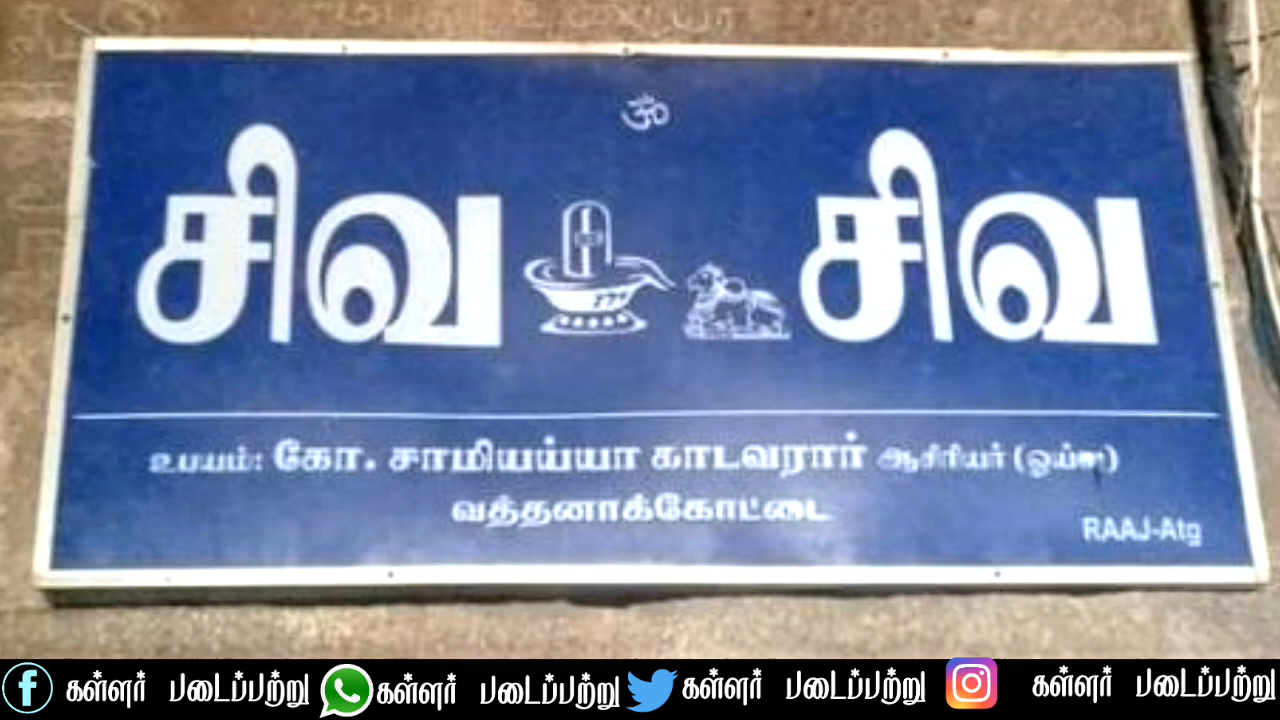 ॐ
சிவ சிவ
உபயம்: கோ. சாமியய்யா காடவரார் ஆசிரியர் (ஓய்வு)
வத்தனாக்கோட்டை
RAAJ-Atg
கள்ளர் படைப்பற்று கள்ளர் படைப்பற்று கள்ளர் படைப்பற்று கள்ளர் படைப்பற்று